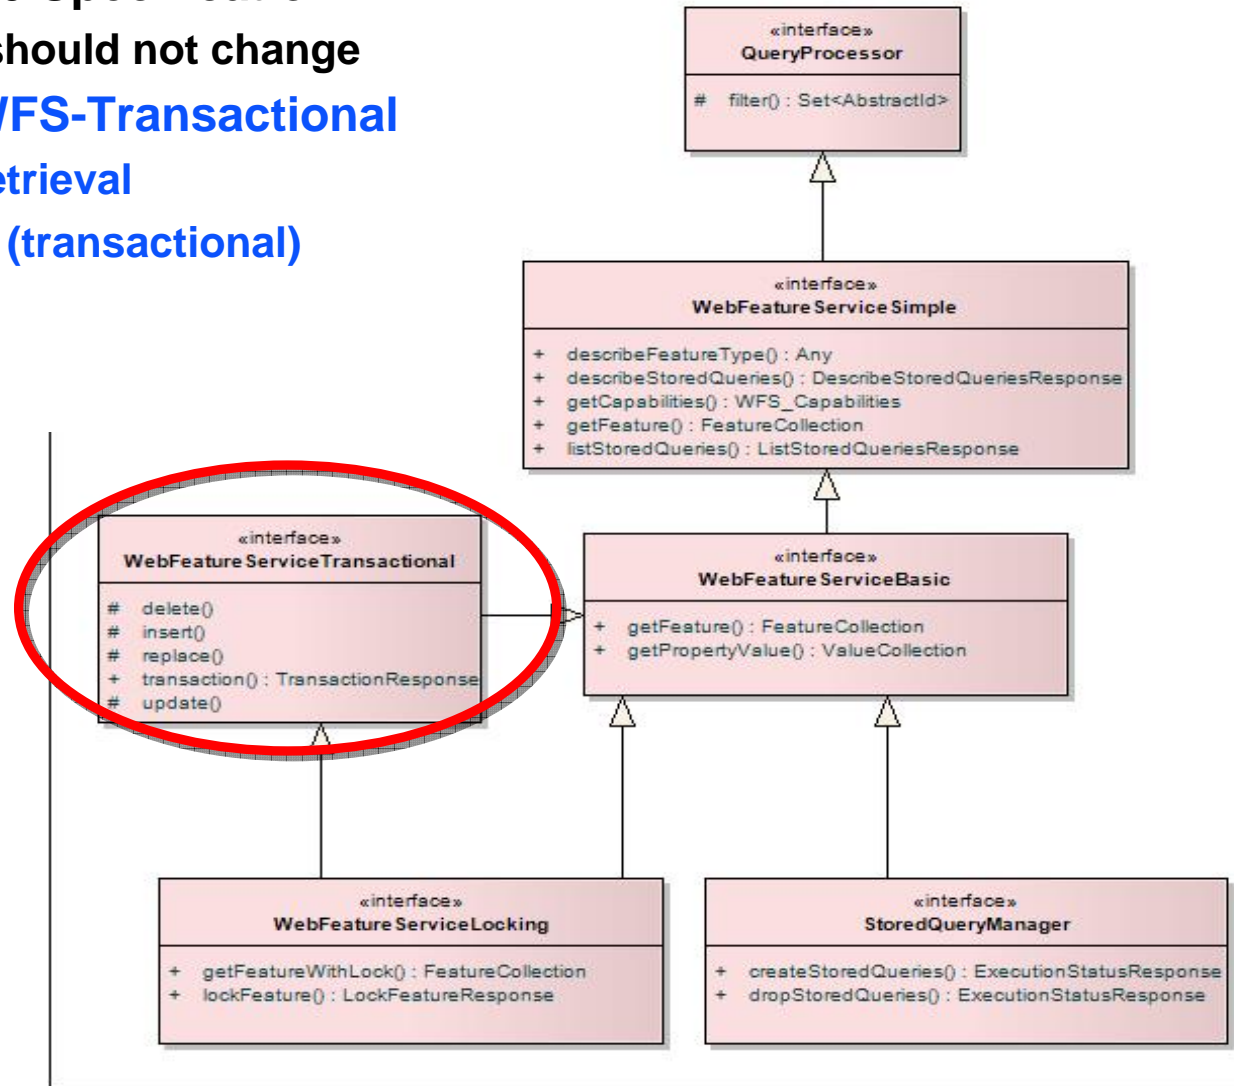 should not change
WFS-Transactional
(transactional)
«interface»
QueryProcessor
# filter() : Set<AbstractId>
«interface»
WebFeatureServiceSimple
+ describeFeatureType() : Any
+ describeStoredQueries() : DescribeStoredQueriesResponse
+ getCapabilities() : WFS_Capabilities
+ getFeature() : FeatureCollection
+ listStoredQueries() : ListStoredQueriesResponse
«interface»
WebFeatureServiceTransactional
# delete()
# insert()
# replace()
+ transaction() : TransactionResponse
# update()
«interface»
WebFeatureServiceBasic
+ getFeature() : FeatureCollection
+ getPropertyValue() : ValueCollection
«interface»
WebFeatureServiceLocking
+ getFeatureWithLock() : FeatureCollection
+ lockFeature() : LockFeatureResponse
«interface»
StoredQueryManager
+ createStoredQueries() : ExecutionStatusResponse
+ dropStoredQueries() : ExecutionStatusResponse